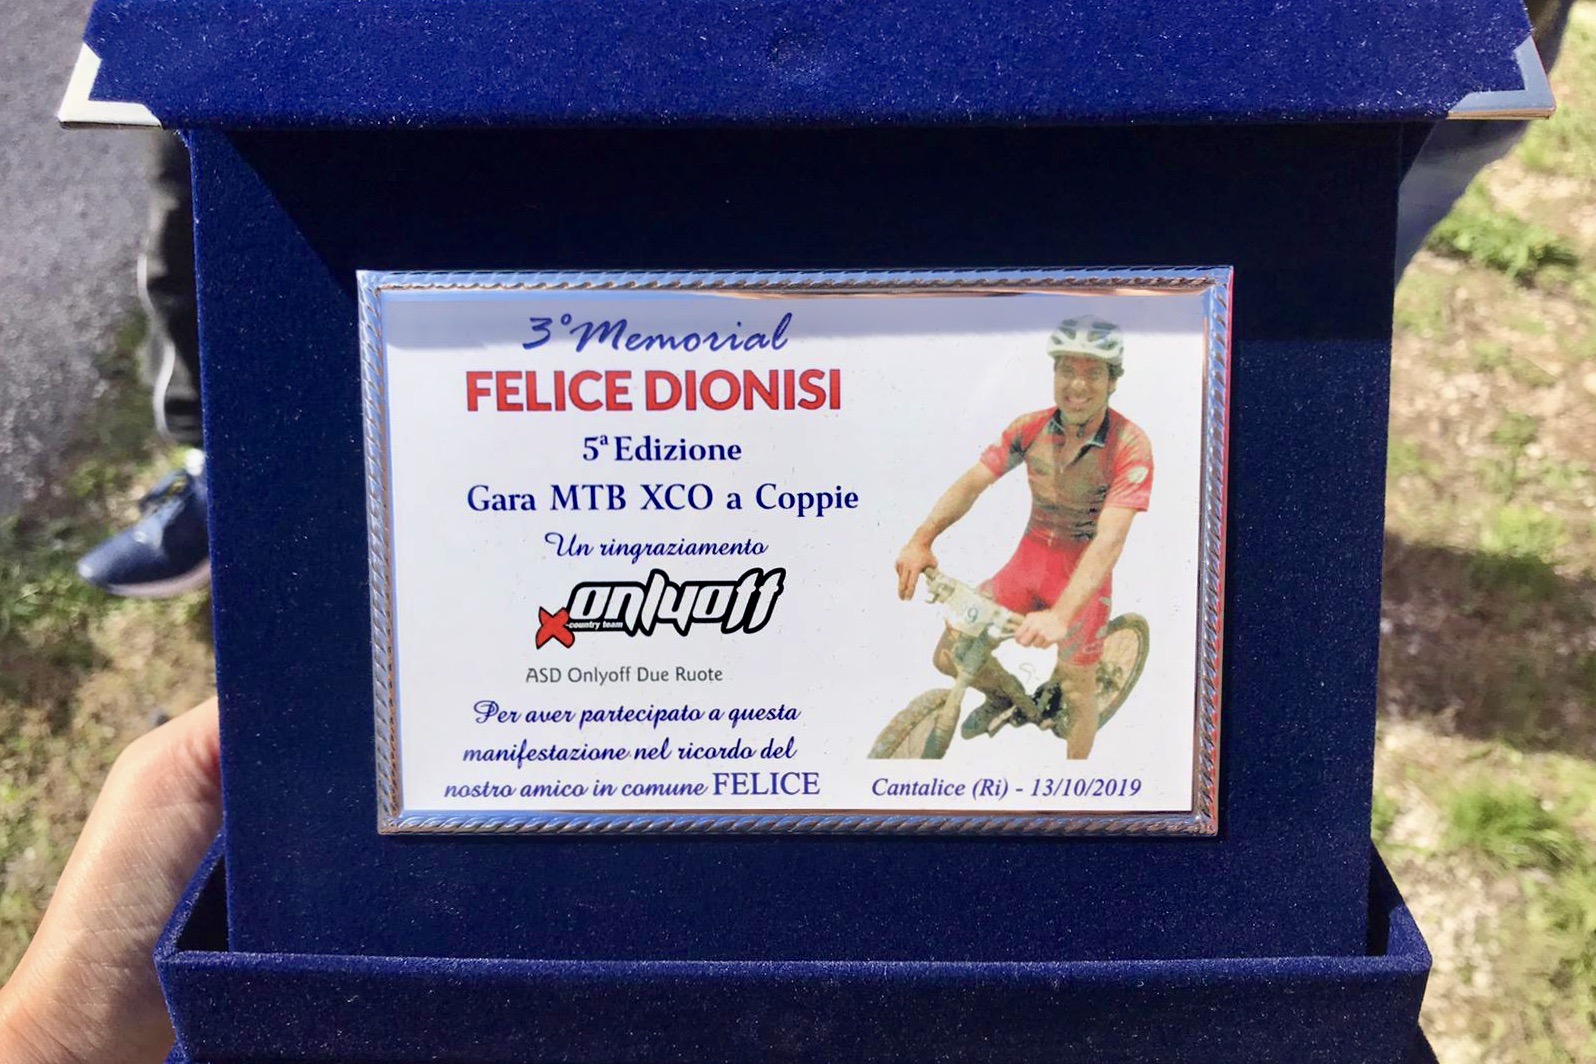 3° Memorial
FELICE DIONISI
5ª Edizione
Gara MTB XCO a Coppie
Un ringraziamento
onlyoff
x-country team
ASD Onlyoff Due Ruote
Per aver partecipato a questa
manifestazione nel ricordo del
nostro amico in comune FELICE
9
Cantalice (Ri) - 13/10/2019